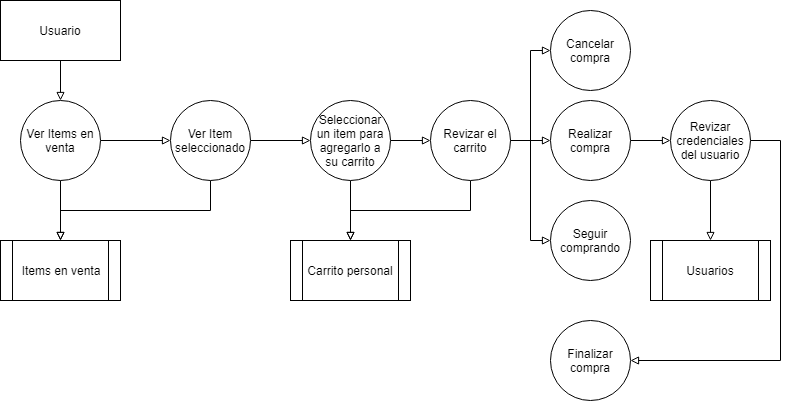 Usuario
Ver Items en
venta
Ver Item
seleccionado
Seleccionar
un item para
agregarlo a
su carrito
Revizar el
carrito
Cancelar
compra
Realizar
compra
Seguir
comprando
Revizar
credenciales
del usuario
Items en venta
Carrito personal
Usuarios
Finalizar
compra